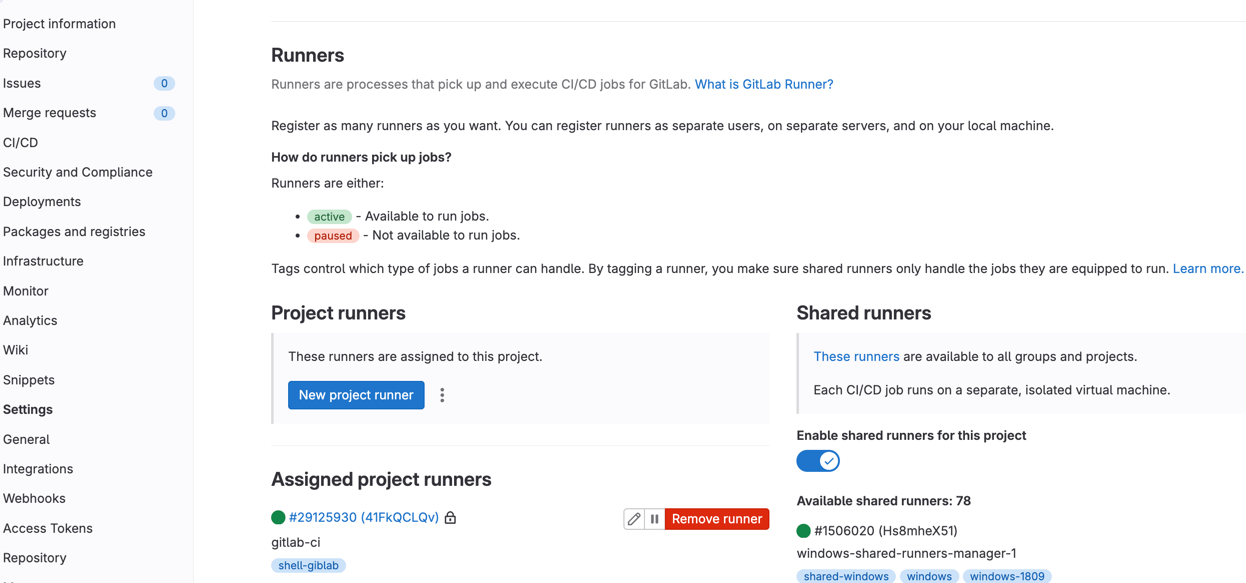 Project information
Repository
Issues 0
Merge requests 0
CI/CD
Security and Compliance
Deployments
Packages and registries
Infrastructure
Monitor
Analytics
Wiki
Snippets
Settings
General
Integrations
Webhooks
Access Tokens
Repository
Runners
Runners are processes that pick up and execute CI/CD jobs for GitLab. What is GitLab Runner?
Register as many runners as you want. You can register runners as separate users, on separate servers, and on your local machine.
How do runners pick up jobs?
Runners are either:
• active - Available to run jobs.
• paused - Not available to run jobs.
Tags control which type of jobs a runner can handle. By tagging a runner, you make sure shared runners only handle the jobs they are equipped to run. Learn more.
Project runners
These runners are assigned to this project.
New project runner
Assigned project runners
#29125930 (41FkQCLQv)
Remove runner
gitlab-ci
shell-giblab
Shared runners
These runners are available to all groups and projects.
Each CI/CD job runs on a separate, isolated virtual machine.
Enable shared runners for this project
Available shared runners: 78
#1506020 (Hs8mheX51)
windows-shared-runners-manager-1
shared-windows windows windows-1809